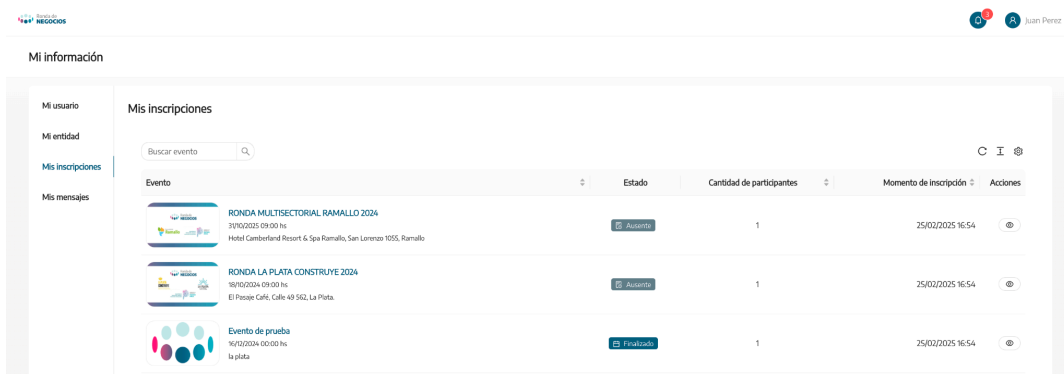 Ronda de
NEGOCIOS
3
Juan Perez
Mi información
Mi usuario
Mi entidad
Mis inscripciones
Mis mensajes
Mis inscripciones
Buscar evento
Evento Estado Cantidad de participantes Momento de inscripción Acciones
RONDA MULTISECTORIAL RAMALLO 2024
31/10/2025 09:00 hs
Hotel Camberland Resort & Spa Ramallo, San Lorenzo 1055, Ramallo
Ausente 1 25/02/2025 16:54
RONDA LA PLATA CONSTRUYE 2024
18/10/2024 09:00 hs
El Pasaje Café, Calle 49 562, La Plata.
Ausente 1 25/02/2025 16:54
Evento de prueba
16/12/2024 00:00 hs
la plata
Finalizado 1 25/02/2025 16:54